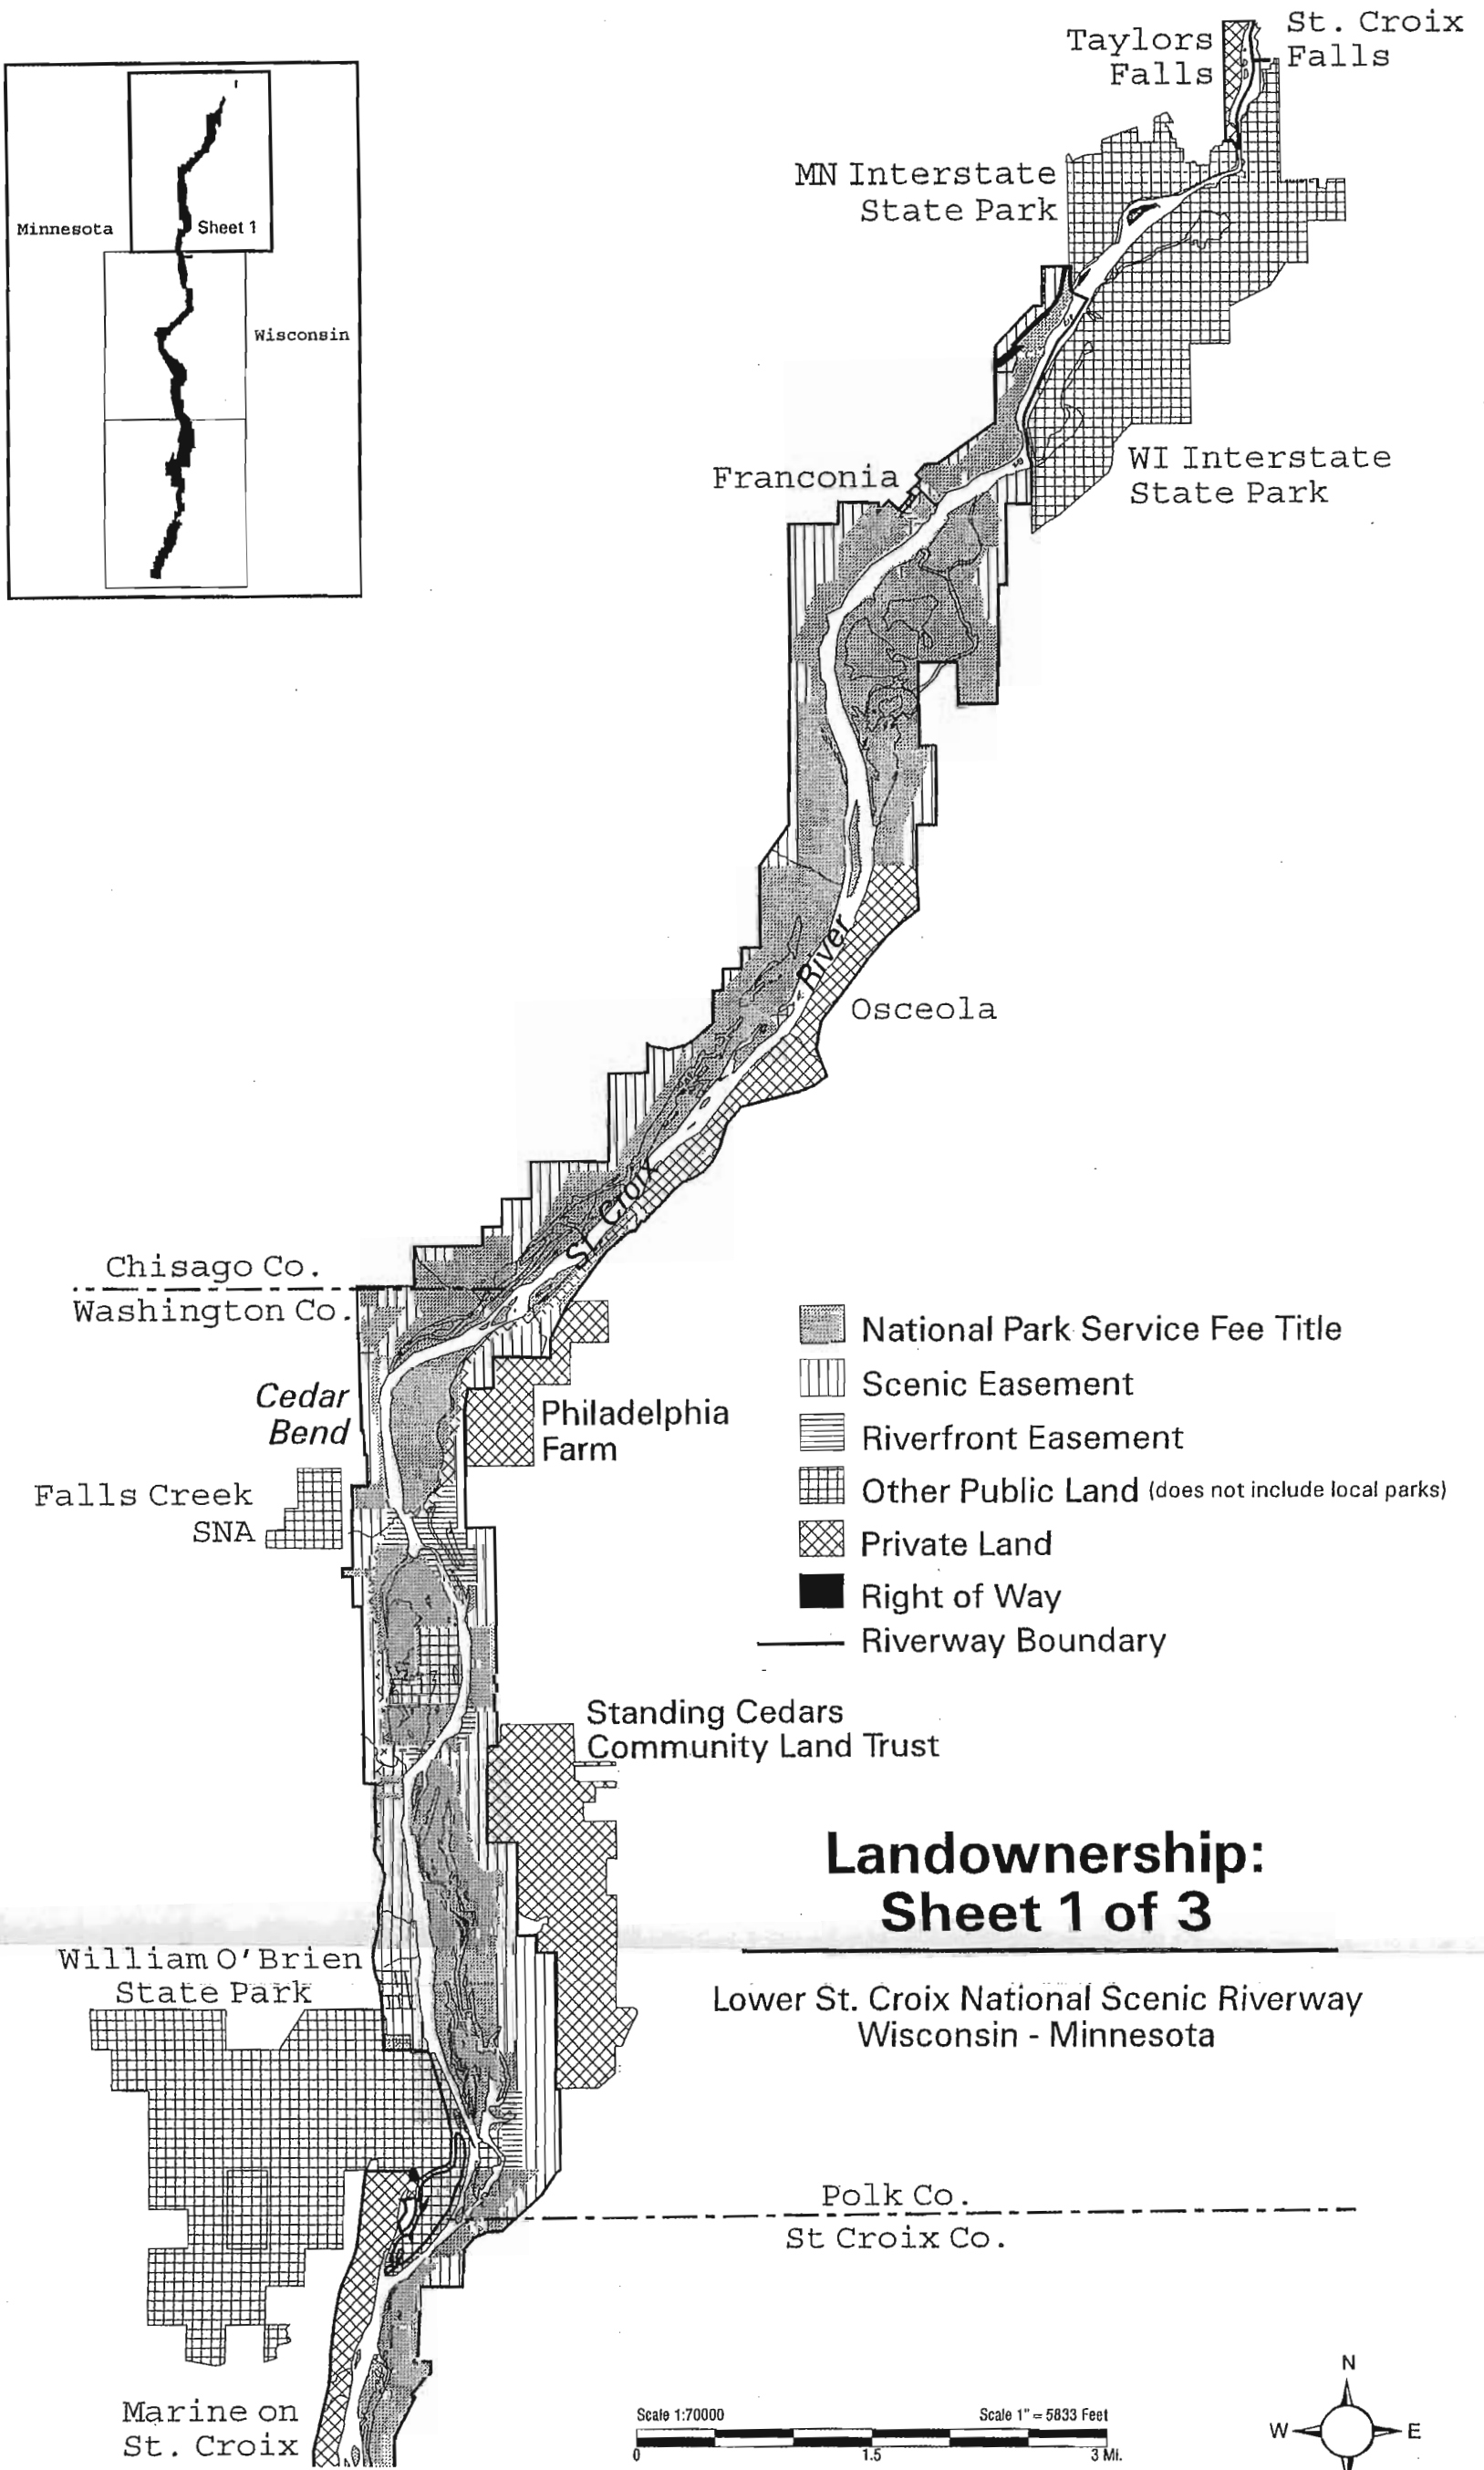 Taylors
Falls
St. Croix
Falls
MN Interstate
State Park
Minnesota
Sheet 1
Wisconsin
WI Interstate
State Park
Franconia
River
Osceola
St. Croix
Chisago Co.
Washington Co.
Cedar
Bend
Philadelphia
Farm
Falls Creek
SNA
National Park Service Fee Title
Scenic Easement
Riverfront Easement
Other Public Land (does not include local parks)
Private Land
Right of Way
Riverway Boundary
Standing Cedars
Community Land Trust
Landownership:
Sheet 1 of 3
Lower St. Croix National Scenic Riverway
Wisconsin - Minnesota
William O'Brien
State Park
Polk Co.
St Croix Co.
Marine on
St. Croix
Scale 1:70000
Scale 1" = 5833 Feet
0
1.5
3 Mi.
N
W
E